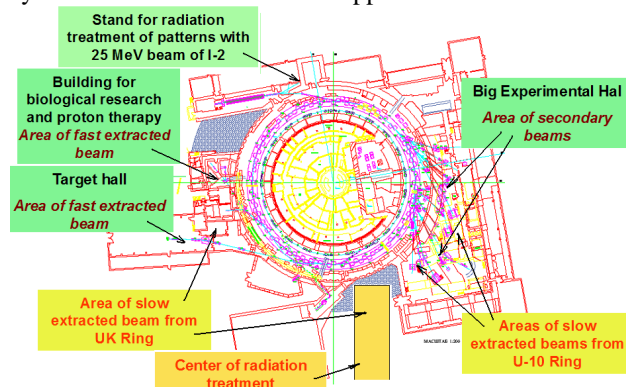 Stand for radiation
treatment of patterns with
25 MeV beam of I-2
Building for
biological research
and proton therapy
Area of fast extracted
beam
Target hall
Area of fast extracted
beam
Big Experimental Hal
Area of secondary
beams
Area of slow
extracted beam from
UK Ring
Center of radiation
treatment
Areas of slow
extracted beams from
U-10 Ring